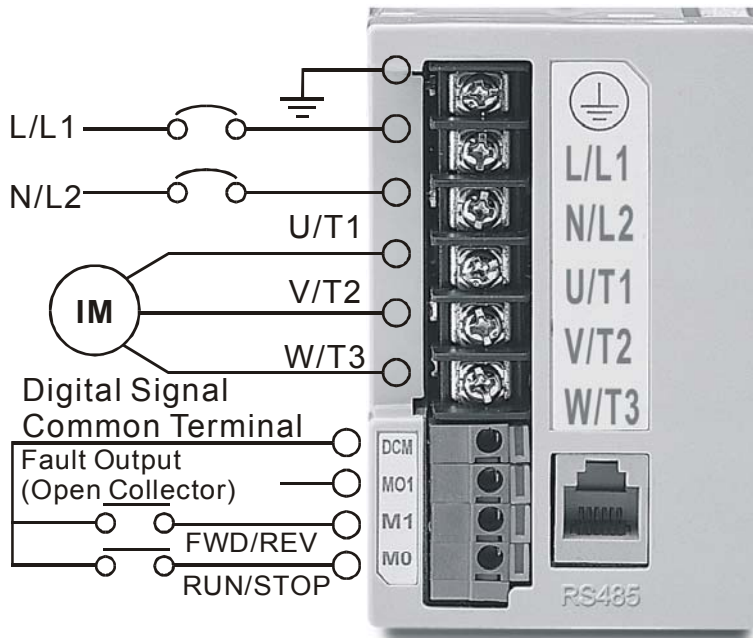 L/L1
N/L2
U/T1
IM
V/T2
W/T3
Digital Signal
Common Terminal
Fault Output
(Open Collector)
FWD/REV
RUN/STOP
DCM
MO1
M1
M0
L/L1
N/L2
U/T1
V/T2
W/T3
RS485